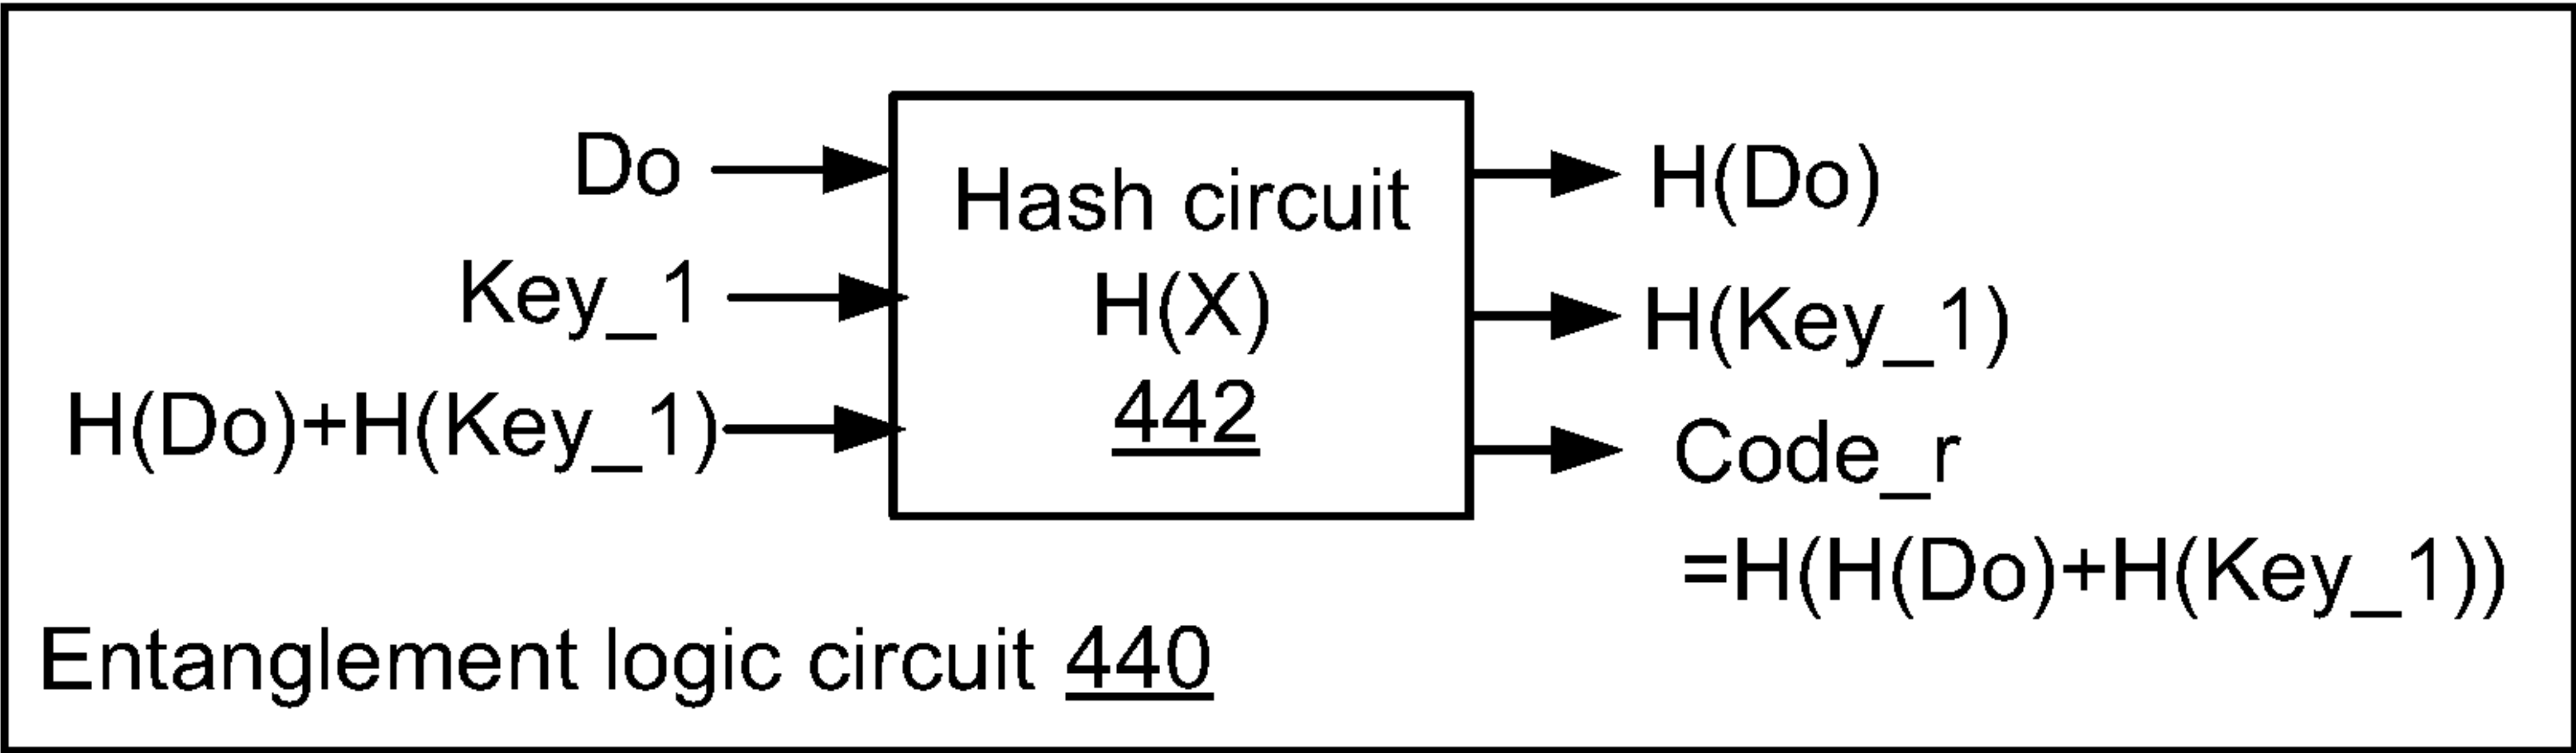 Do
Key_1
H(Do)+H(Key_1)
Hash circuit
H(X)
442
H(Do)
H(Key_1)
Code_r
=H(H(Do)+H(Key_1))
Entanglement logic circuit 440